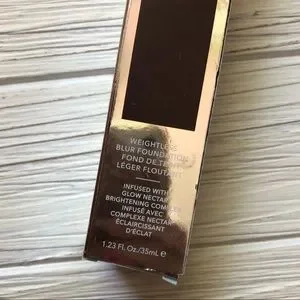 WEIGHTLESS
BLUR FOUNDATION
FOND DE TEINT
LÉGER FLOUTANT
INFUSED WITH
GLOW NECTAR
BRIGHTENING COMPLEX
INFUSÉ AVEC
COMPLEXE NECTAR
ÉCLAIRCISSANT
D'ÉCLAT
1.23 Fl.Oz./35mL ℮